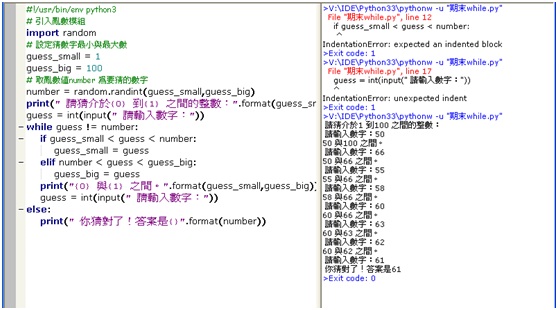 #!/usr/bin/env python3
# 引入亂數模組
import random
# 設定猜數字最小與最大數
guess_small = 1
guess_big = 100
# 取亂數值number 為要猜的數字
number = random.randint(guess_small,guess_big)
print(" 請猜介於{0} 到{1} 之間的整數：".format(guess_sm
guess = int(input(" 請輸入數字："))
while guess != number:
if guess_small < guess < number:
guess_small = guess
elif number < guess < guess_big:
guess_big = guess
print("{0} 與{1} 之間。".format(guess_small,guess_big))
guess = int(input(" 請輸入數字："))
else:
print(" 你猜對了！答案是{}".format(number))
>V:\IDE\Python33\pythonw -u "期末while.py"
File "期末while.py", line 12
if guess_small < guess < number:
^
IndentationError: expected an indented block
>Exit code: 1
>V:\IDE\Python33\pythonw -u "期末while.py"
File "期末while.py", line 17
guess = int(input(" 請輸入數字："))
^
IndentationError: unexpected indent
>Exit code: 1
>V:\IDE\Python33\pythonw -u "期末while.py"
請猜介於1 到100 之間的整數：
請輸入數字：50
50 與100 之間。
請輸入數字：66
50 與66 之間。
請輸入數字：55
55 與66 之間。
請輸入數字：58
58 與66 之間。
請輸入數字：60
60 與66 之間。
請輸入數字：63
60 與63 之間。
請輸入數字：62
60 與62 之間。
請輸入數字：61
你猜對了！答案是61
>Exit code: 0